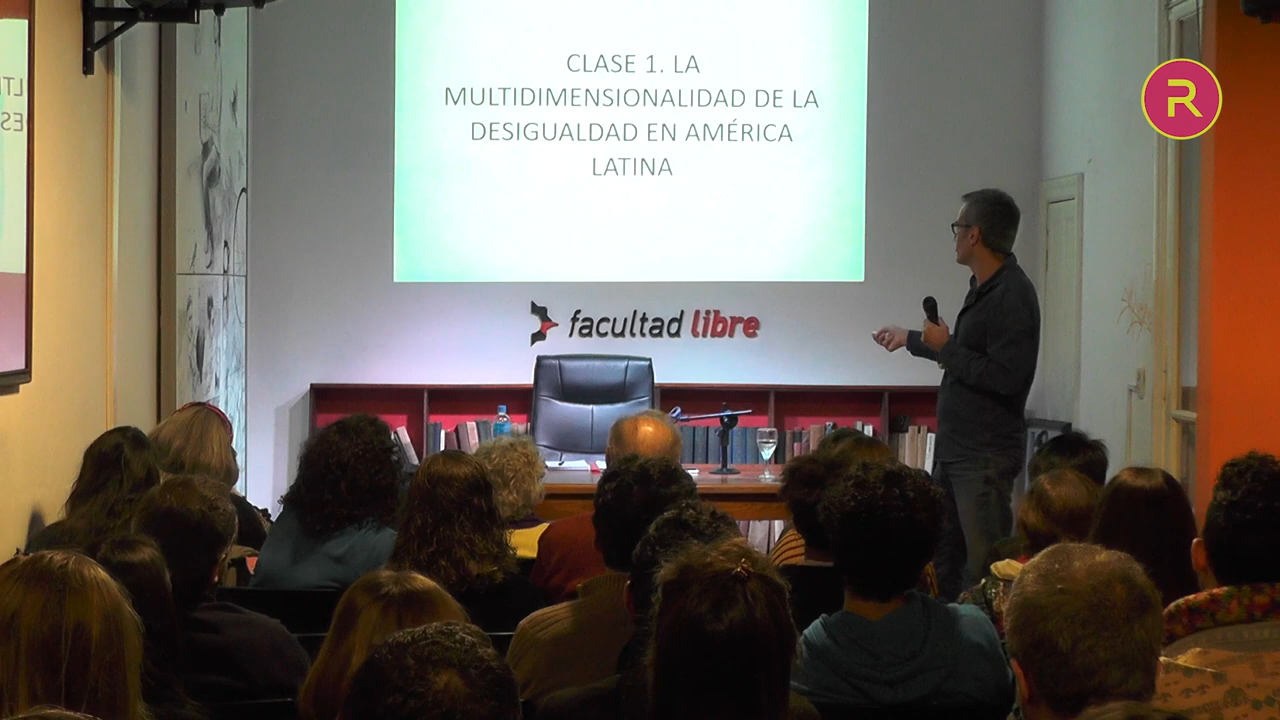 CLASE 1. LA
MULTIDIMENSIONALIDAD DE LA
DESIGUALDAD EN AMÉRICA
LATINA
R
facultad libre